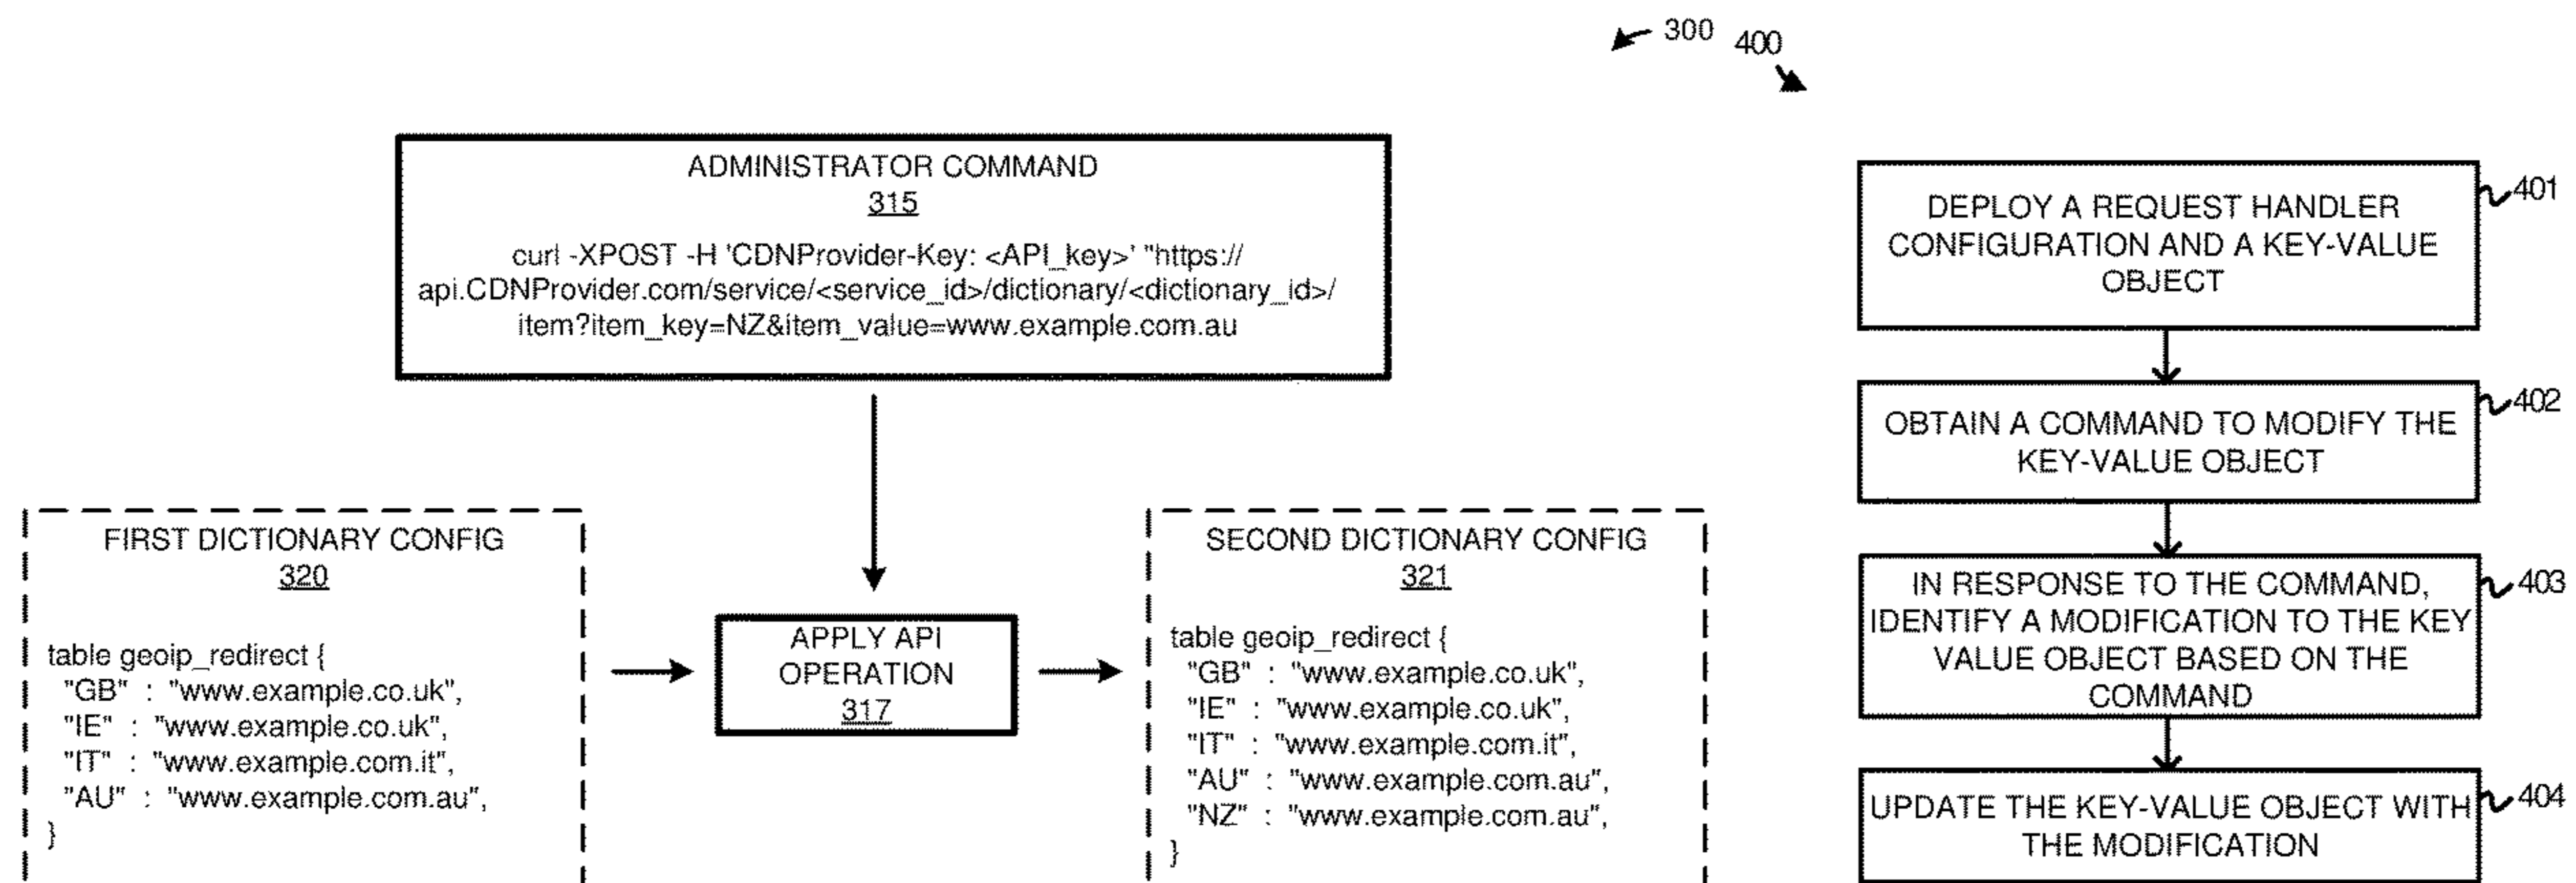 300
400
ADMINISTRATOR COMMAND
315
curl -XPOST -H 'CDNProvider-Key: <API_key>' "https://
api.CDNProvider.com/service/<service_id>/dictionary/<dictionary_id>/
item?item_key=NZ&item_value=www.example.com.au
FIRST DICTIONARY CONFIG
320
table geoip_redirect {
"GB" : "www.example.co.uk",
"IE" : "www.example.co.uk",
"IT" : "www.example.com.it",
"AU" : "www.example.com.au",
}
APPLY API
OPERATION
317
SECOND DICTIONARY CONFIG
321
table geoip_redirect {
"GB" : "www.example.co.uk",
"IE" : "www.example.co.uk",
"IT" : "www.example.com.it",
"AU" : "www.example.com.au",
"NZ" : "www.example.com.au",
}
DEPLOY A REQUEST HANDLER
CONFIGURATION AND A KEY-VALUE
OBJECT
401
OBTAIN A COMMAND TO MODIFY THE
KEY-VALUE OBJECT
402
IN RESPONSE TO THE COMMAND,
IDENTIFY A MODIFICATION TO THE KEY
VALUE OBJECT BASED ON THE
COMMAND
403
UPDATE THE KEY-VALUE OBJECT WITH
THE MODIFICATION
404